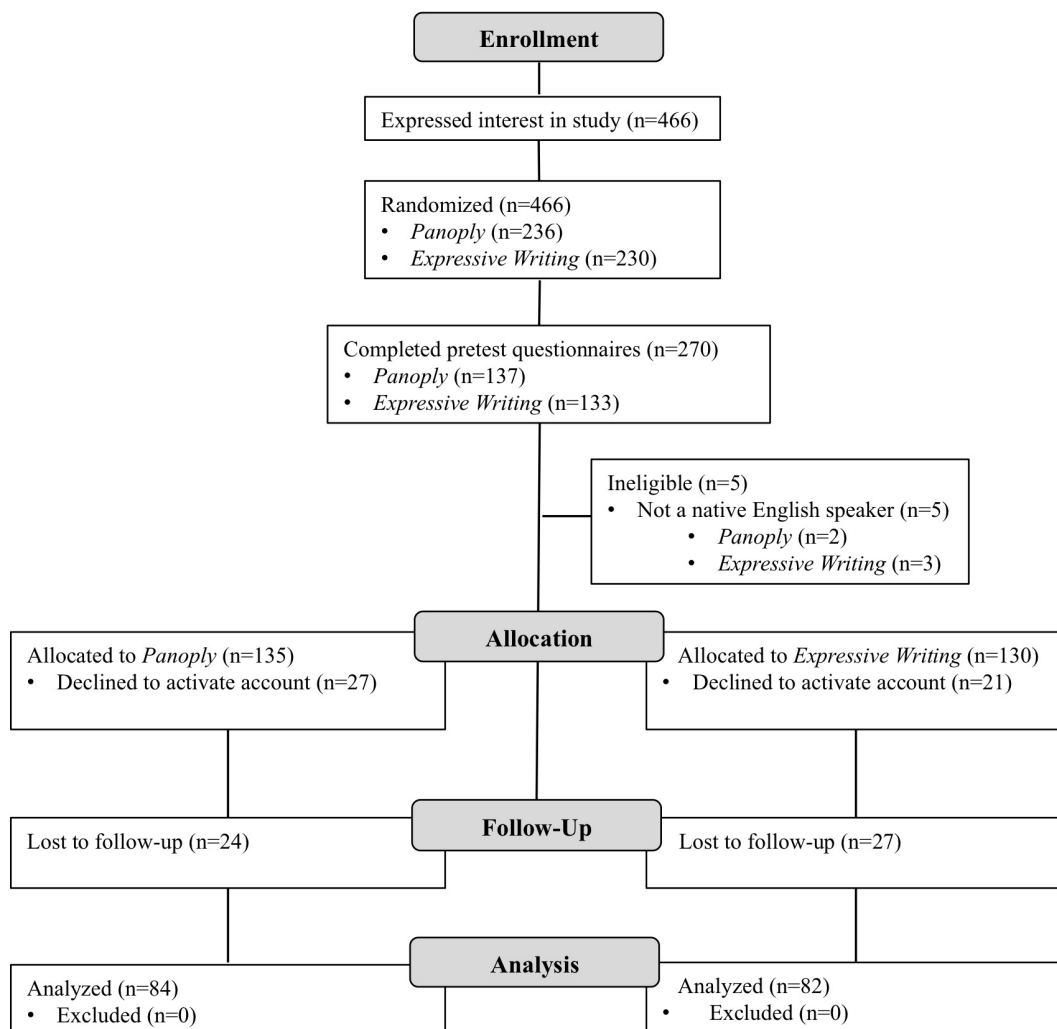 Enrollment
Expressed interest in study (n=466)
Randomized (n=466)
• Panoply (n=236)
• Expressive Writing (n=230)
Completed pretest questionnaires (n=270)
• Panoply (n=137)
• Expressive Writing (n=133)
Ineligible (n=5)
• Not a native English speaker (n=5)
• Panoply (n=2)
• Expressive Writing (n=3)
Allocation
Allocated to Panoply (n=135)
• Declined to activate account (n=27)
Allocated to Expressive Writing (n=130)
• Declined to activate account (n=21)
Follow-Up
Lost to follow-up (n=24)
Lost to follow-up (n=27)
Analysis
Analyzed (n=84)
• Excluded (n=0)
Analyzed (n=82)
• Excluded (n=0)